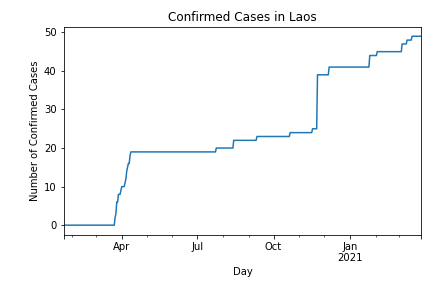 Confirmed Cases in Laos
50
40
30
20
10
0
Number of Confirmed Cases
Apr
Jul
Oct
Jan
2021
Day